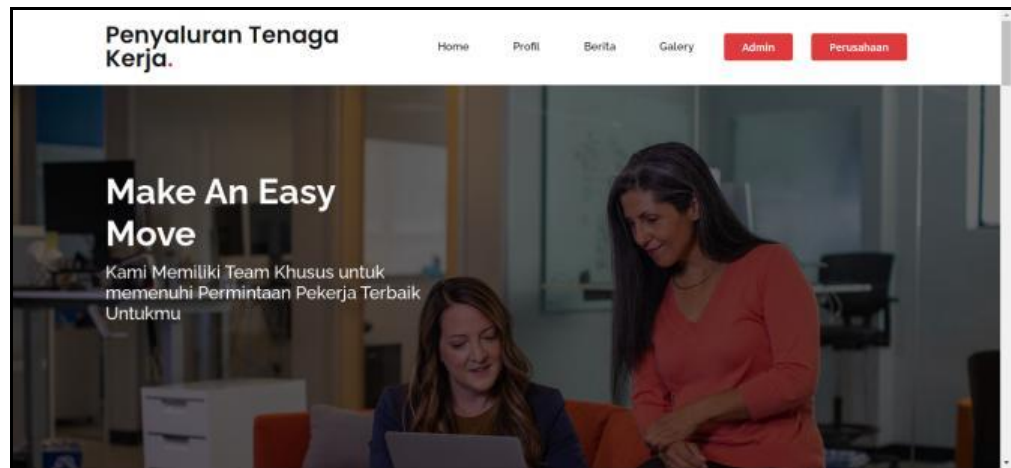 Penyaluran Tenaga
Kerja.
Home Profil Berita Galery Admin Perusahaan
Make An Easy
Move
Kami Memiliki Team Khusus untuk
memenuhi Permintaan Pekerja Terbaik
Untukmu